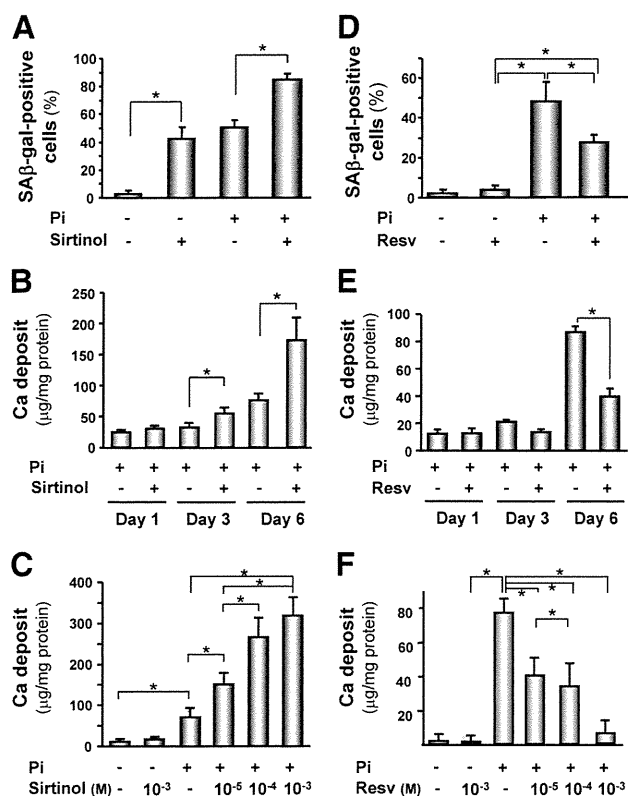 A
SAβ-gal-positive
cells (%)
100
80
60
40
20
0
*
*
Pi - - + +
Sirtinol - + - +
B
Ca deposit
(μg/mg protein)
250
200
150
100
50
0
*
*
Pi + + + + + +
Sirtinol - + - + - +
Day 1 Day 3 Day 6
C
Ca deposit
(μg/mg protein)
400
300
200
100
0
*
*
*
*
*
Pi - - + + + +
Sirtinol (M) - 10⁻³ - 10⁻⁵ 10⁻⁴ 10⁻³
D
SAβ-gal-positive
cells (%)
60
40
20
0
*
*
*
Pi - - + +
Resv - + - +
E
Ca deposit
(μg/mg protein)
100
80
60
40
20
0
*
Pi + + + + + +
Resv - + - + - +
Day 1 Day 3 Day 6
F
Ca deposit
(μg/mg protein)
80
60
40
20
*
*
*
*
*
Pi - - + + + +
Resv (M) - 10⁻³ - 10⁻⁵ 10⁻⁴ 10⁻³